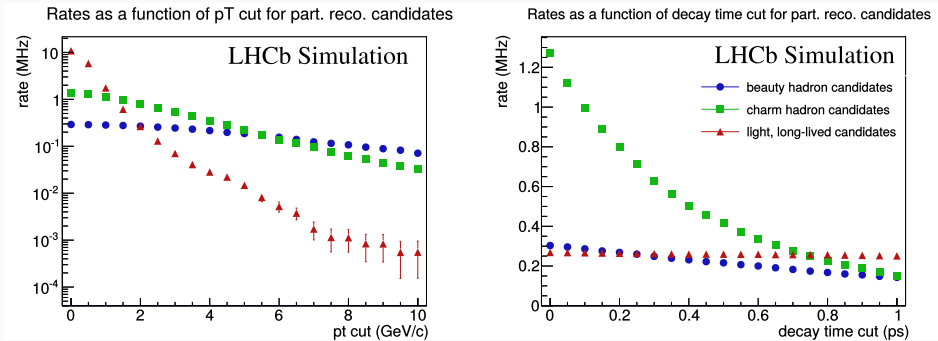 Rates as a function of pT cut for part. reco. candidates
rate (MHz)
LHCb Simulation
10
1
10⁻¹
10⁻²
10⁻³
10⁻⁴
0 2 4 6 8 10
pt cut (GeV/c)
Rates as a function of decay time cut for part. reco. candidates
rate (MHz)
LHCb Simulation
beauty hadron candidates
charm hadron candidates
light, long-lived candidates
1.2
1
0.8
0.6
0.4
0.2
0
0 0.2 0.4 0.6 0.8 1
decay time cut (ps)